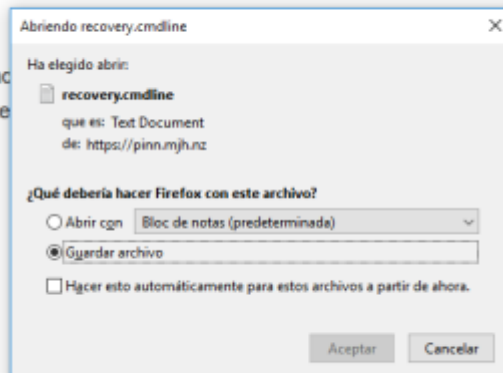 Abriendo recovery.cmdline
Ha elegido abrir:
recovery.cmdline
que es: Text Document
de: https://pinn.mjh.nz
¿Qué debería hacer Firefox con este archivo?
Abrir con Bloc de notas (predeterminada)
Guardar archivo
Hacer esto automáticamente para estos archivos a partir de ahora.
Aceptar Cancelar